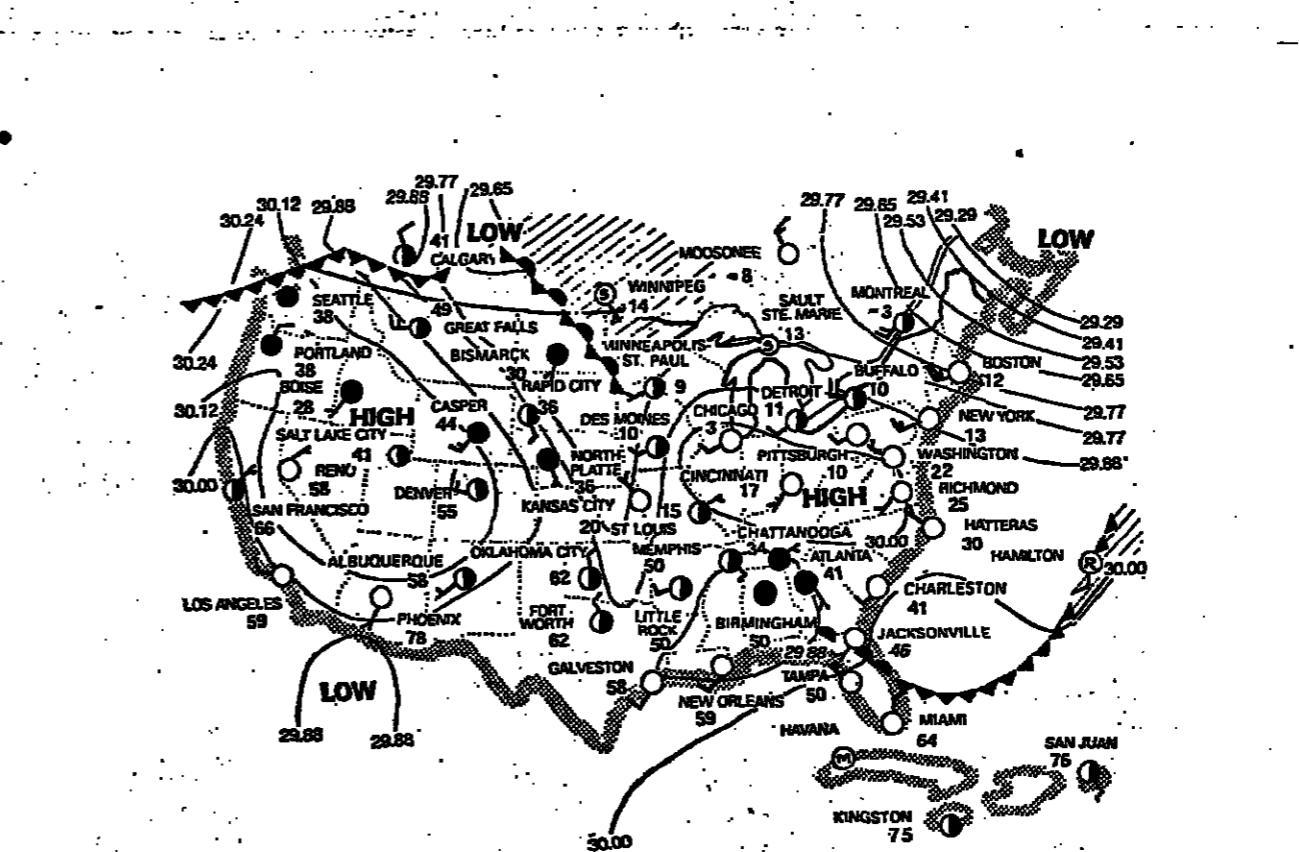 29.77
29.88
29.65
30.12
29.88
30.24
29.77
29.65
29.41
29.53
29.29
LOW
41
CALGARY
LOW
MOOSONEE
-8
WINNIPEG
14
MONTREAL
-3
SAULT
STE. MARIE
13
SEATTLE
38
49
GREAT FALLS
29.29
29.41
29.53
29.65
29.77
29.77
29.88
PORTLAND
38
BISMARCK
30
MINNEAPOLIS
ST. PAUL
9
BUFFALO
10
BOSTON
12
30.24
BOISE
28
RAPID CITY
36
DETROIT
11
30.12
HIGH
CASPER
44
DES MOINES
10
CHICAGO
3
NEW YORK
13
SALT LAKE CITY
41
NORTH
PLATTE
35
PITTSBURGH
10
WASHINGTON
22
RENO
58
CINCINNATI
17
HIGH
RICHMOND
25
30.00
DENVER
55
SAN FRANCISCO
66
KANSAS CITY
20
ST LOUIS
15
CHATTANOOGA
34
30.00
HATTERAS
30
HAMILTON
R
30.00
ALBUQUERQUE
58
OKLAHOMA CITY
62
MEMPHIS
50
ATLANTA
41
CHARLESTON
41
LOS ANGELES
59
PHOENIX
78
FORT
WORTH
62
LITTLE
ROCK
50
BIRMINGHAM
50
29.88
JACKSONVILLE
46
LOW
GALVESTON
58
NEW ORLEANS
59
TAMPA
50
29.88
29.88
HAVANA
M
MIAMI
64
SAN JUAN
76
KINGSTON
75
30.00